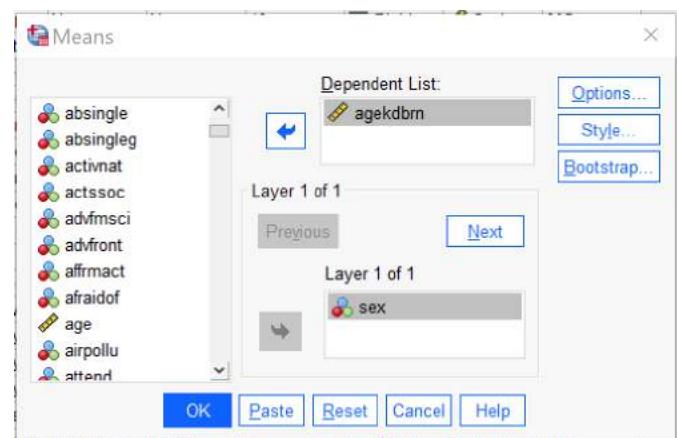 Means
absingle
absingleg
activnat
actssoc
advfmsci
advfront
affrmact
afraidof
age
airpollu
attend
Dependent List:
agekdbrn
Layer 1 of 1
Previous
Next
Layer 1 of 1
sex
Options...
Style...
Bootstrap...
OK
Paste
Reset
Cancel
Help